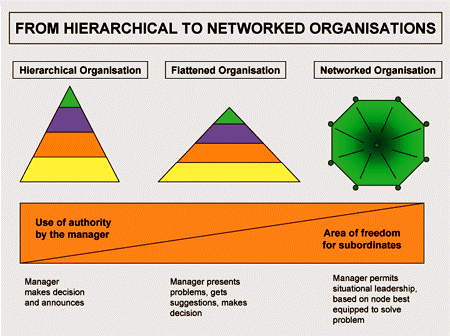 FROM HIERARCHICAL TO NETWORKED ORGANISATIONS
Hierarchical Organisation
Flattened Organisation
Networked Organisation
Use of authority
by the manager
Area of freedom
for subordinates
Manager
makes decision
and announces
Manager presents
problems, gets
suggestions, makes
decision
Manager permits
situational leadership,
based on node best
equipped to solve
problem